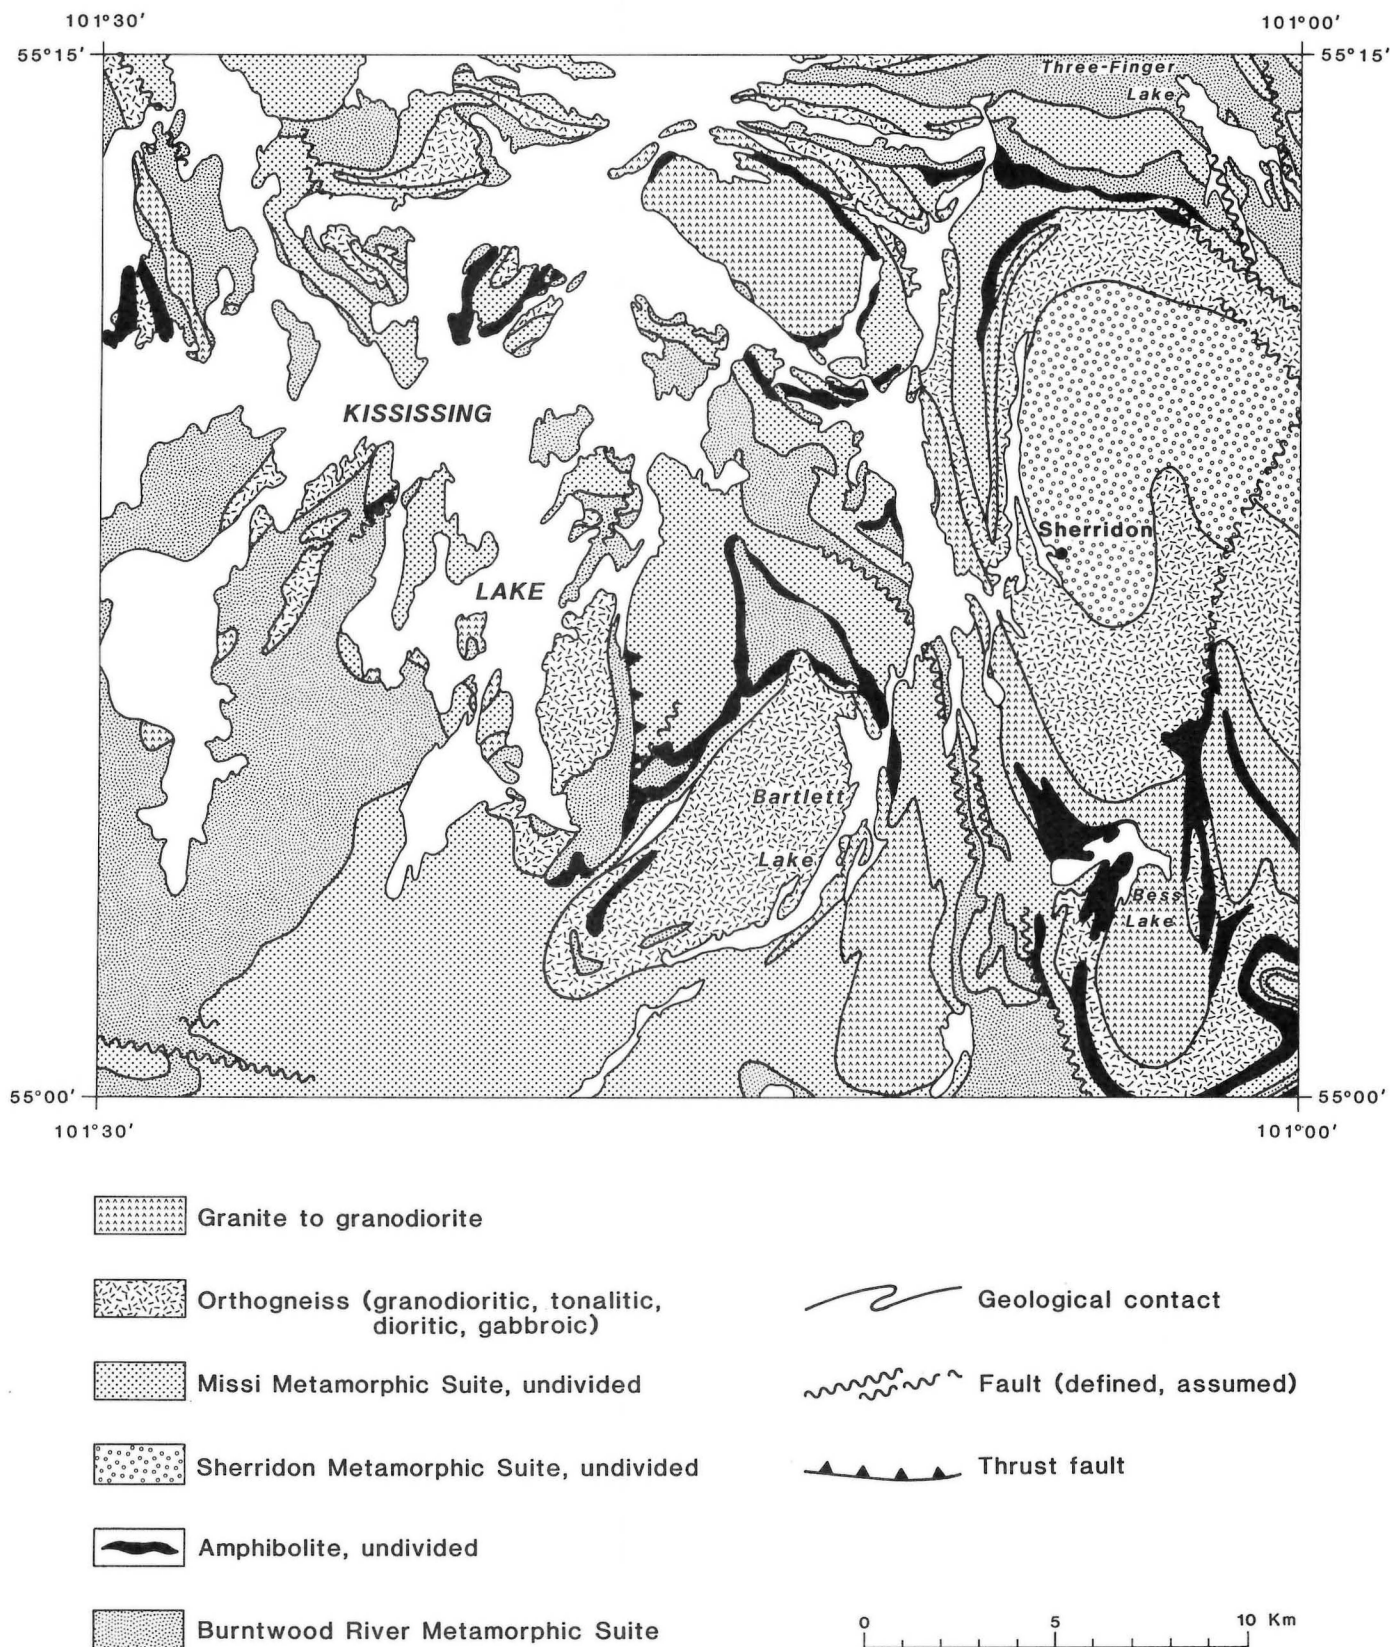 101°30′
101°00′
55°15′
55°15′
Three-Finger
Lake
KISSISSING
Sherridon
LAKE
Bartlett
Lake
Bess
Lake
55°00′
55°00′
101°30′
101°00′
Granite to granodiorite
Orthogneiss (granodioritic, tonalitic,
dioritic, gabbroic)
Geological contact
Missi Metamorphic Suite, undivided
Fault (defined, assumed)
Sherridon Metamorphic Suite, undivided
Thrust fault
Amphibolite, undivided
Burntwood River Metamorphic Suite
0 5 10 Km